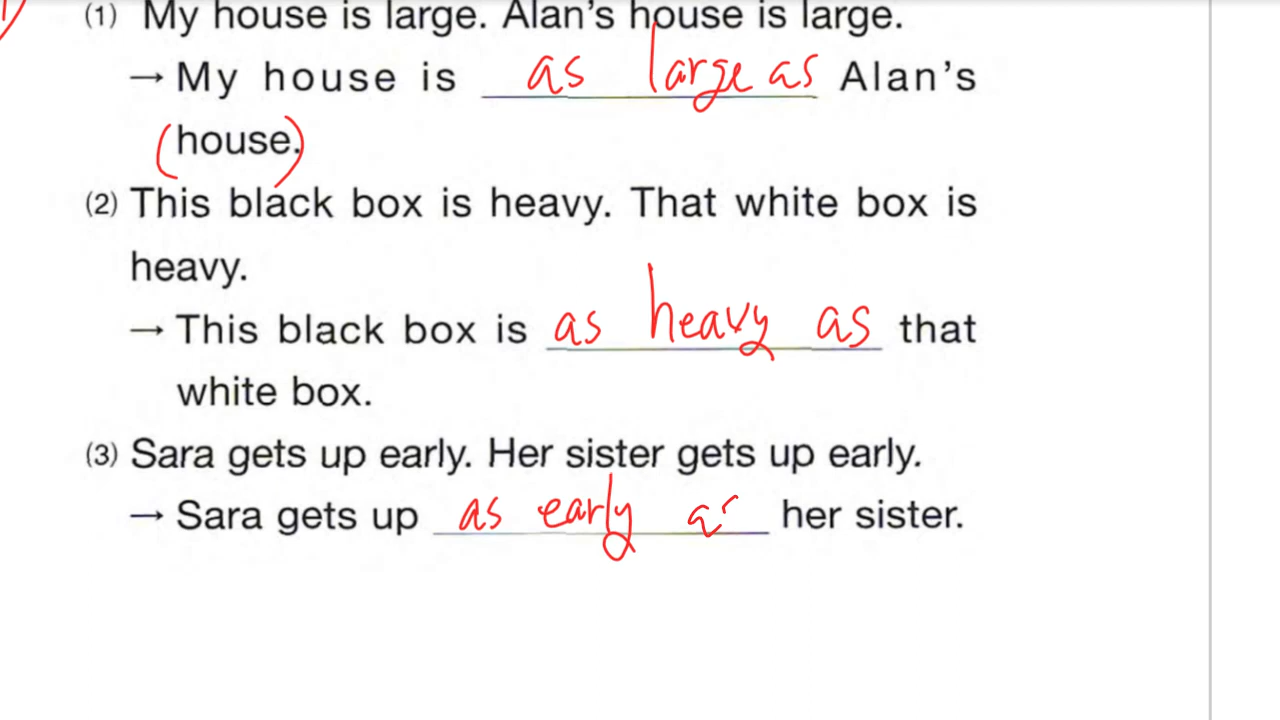 (1) My house is large. Alan's house is large.
→ My house is as large as Alan's
(house.)
(2) This black box is heavy. That white box is
heavy.
→ This black box is as heavy as that
white box.
(3) Sara gets up early. Her sister gets up early.
→ Sara gets up as early her sister.